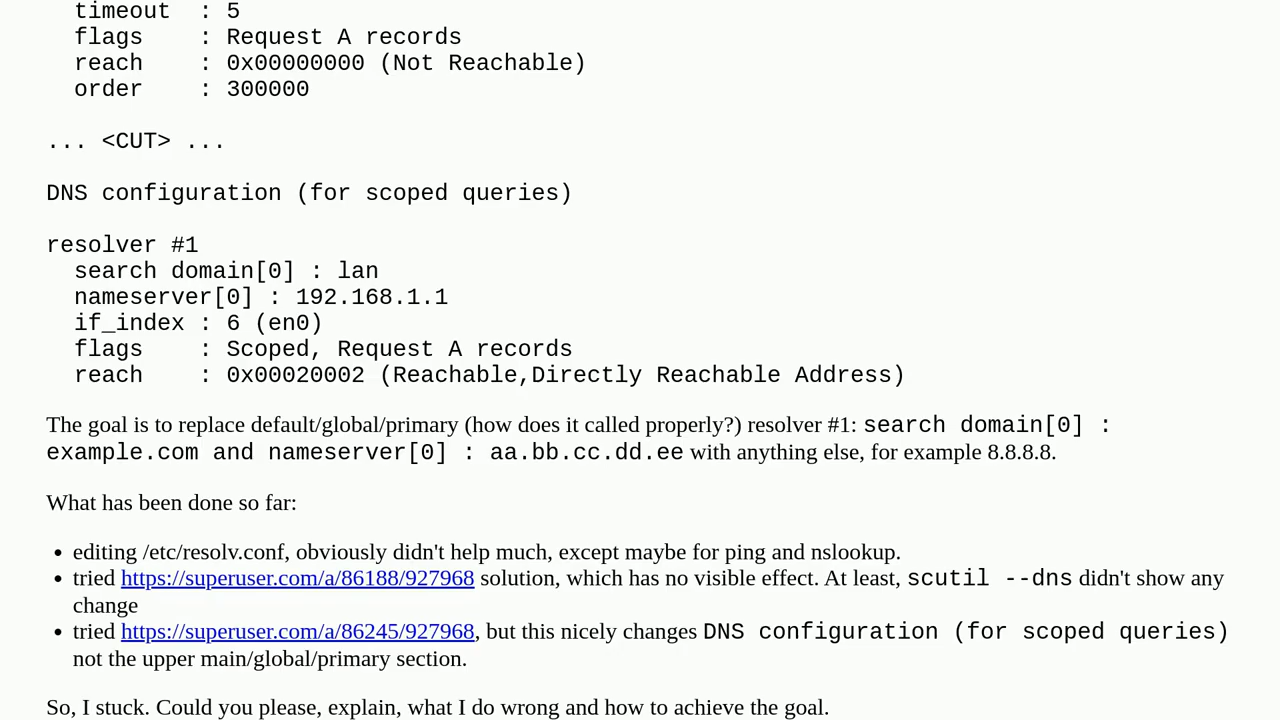 timeout  : 5
flags    : Request A records
reach    : 0x00000000 (Not Reachable)
order    : 300000
... <CUT> ...
DNS configuration (for scoped queries)
resolver #1
search domain[0] : lan
nameserver[0] : 192.168.1.1
if_index : 6 (en0)
flags    : Scoped, Request A records
reach    : 0x00020002 (Reachable,Directly Reachable Address)
The goal is to replace default/global/primary (how does it called properly?) resolver #1: search domain[0] :
example.com and nameserver[0] : aa.bb.cc.dd.ee with anything else, for example 8.8.8.8.
What has been done so far:
• editing /etc/resolv.conf, obviously didn't help much, except maybe for ping and nslookup.
• tried https://superuser.com/a/86188/927968 solution, which has no visible effect. At least, scutil --dns didn't show any
change
• tried https://superuser.com/a/86245/927968, but this nicely changes DNS configuration (for scoped queries)
not the upper main/global/primary section.
So, I stuck. Could you please, explain, what I do wrong and how to achieve the goal.